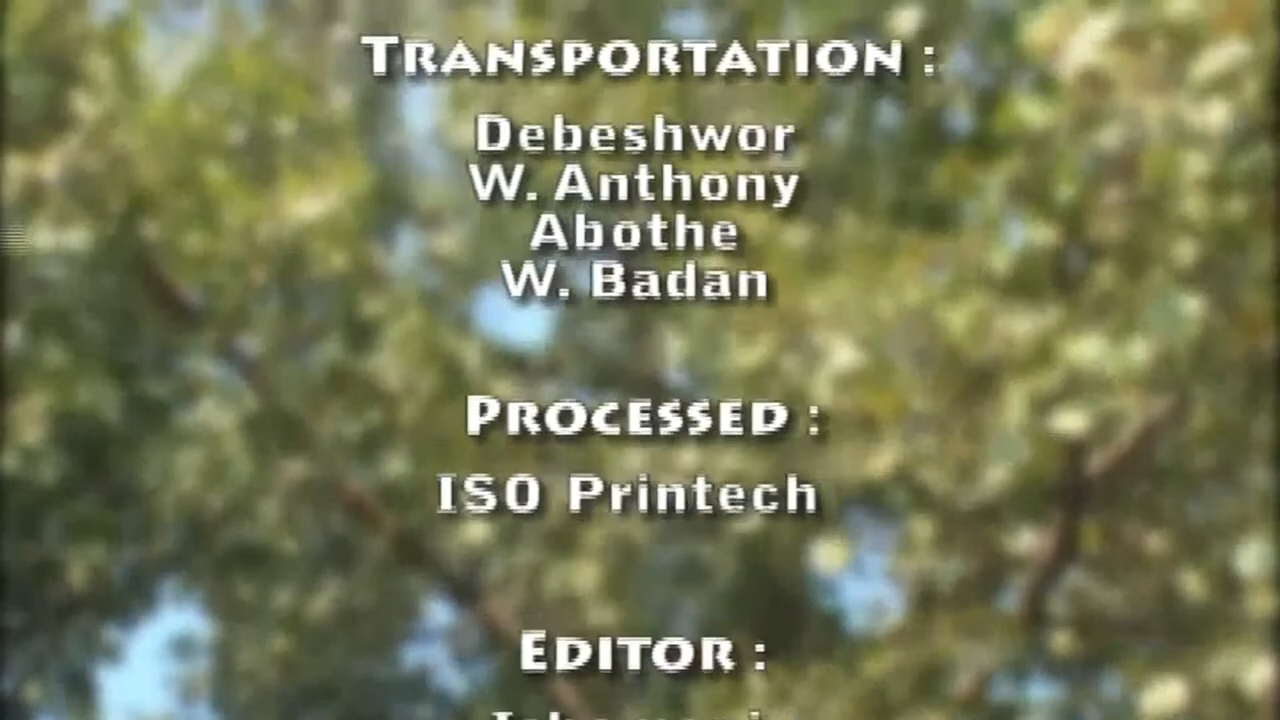 TRANSPORTATION :
Debeshwor
W. Anthony
Abothe
W. Badan
PROCESSED :
ISO Printech
EDITOR :